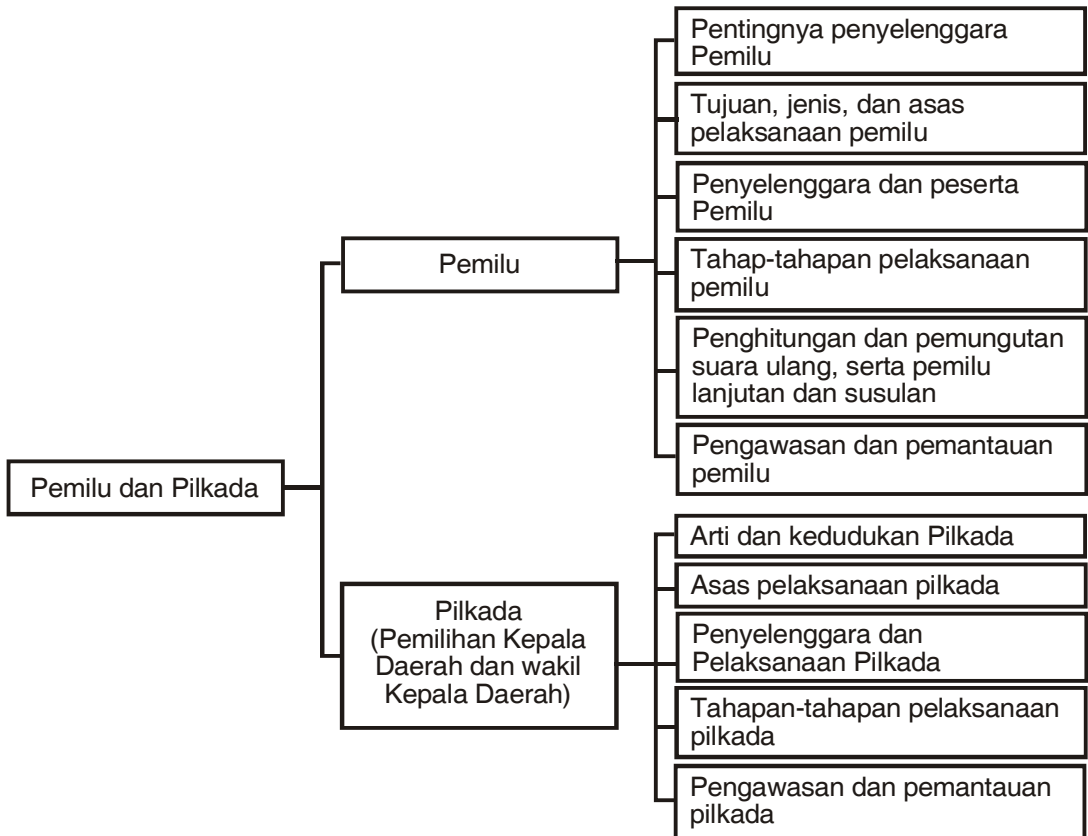 Pemilu dan Pilkada
Pemilu
Pentingnya penyelenggara
Pemilu
Tujuan, jenis, dan asas
pelaksanaan pemilu
Penyelenggara dan peserta
Pemilu
Tahap-tahapan pelaksanaan
pemilu
Penghitungan dan pemungutan
suara ulang, serta pemilu
lanjutan dan susulan
Pengawasan dan pemantauan
pemilu
Pilkada
(Pemilihan Kepala
Daerah dan wakil
Kepala Daerah)
Arti dan kedudukan Pilkada
Asas pelaksanaan pilkada
Penyelenggara dan
Pelaksanaan Pilkada
Tahapan-tahapan pelaksanaan
pilkada
Pengawasan dan pemantauan
pilkada